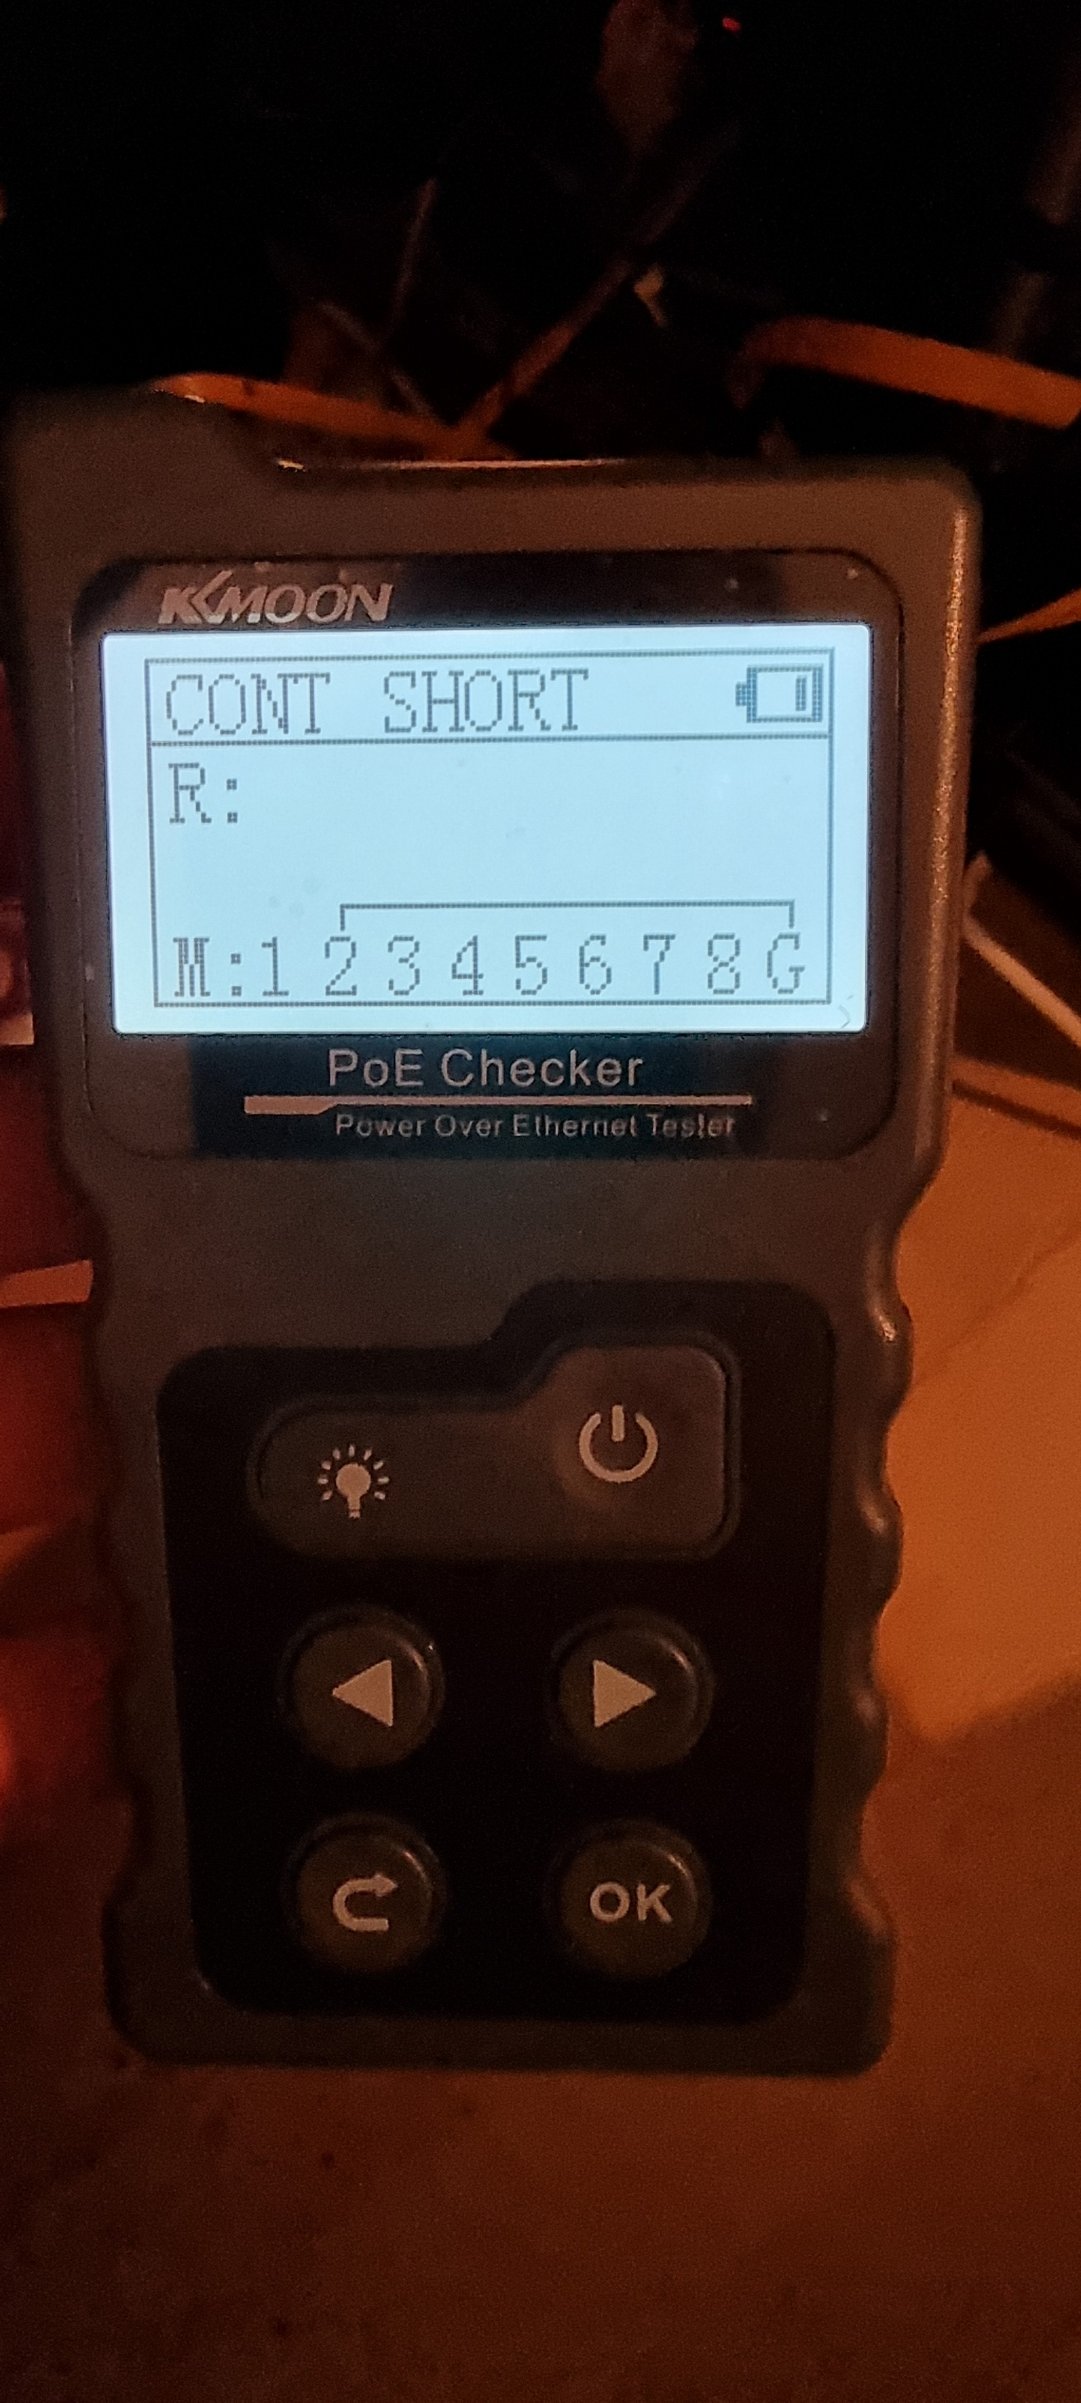 KKMOON
CONT SHORT
R:
M:12345678G
PoE Checker
Power Over Ethernet Tester
OK